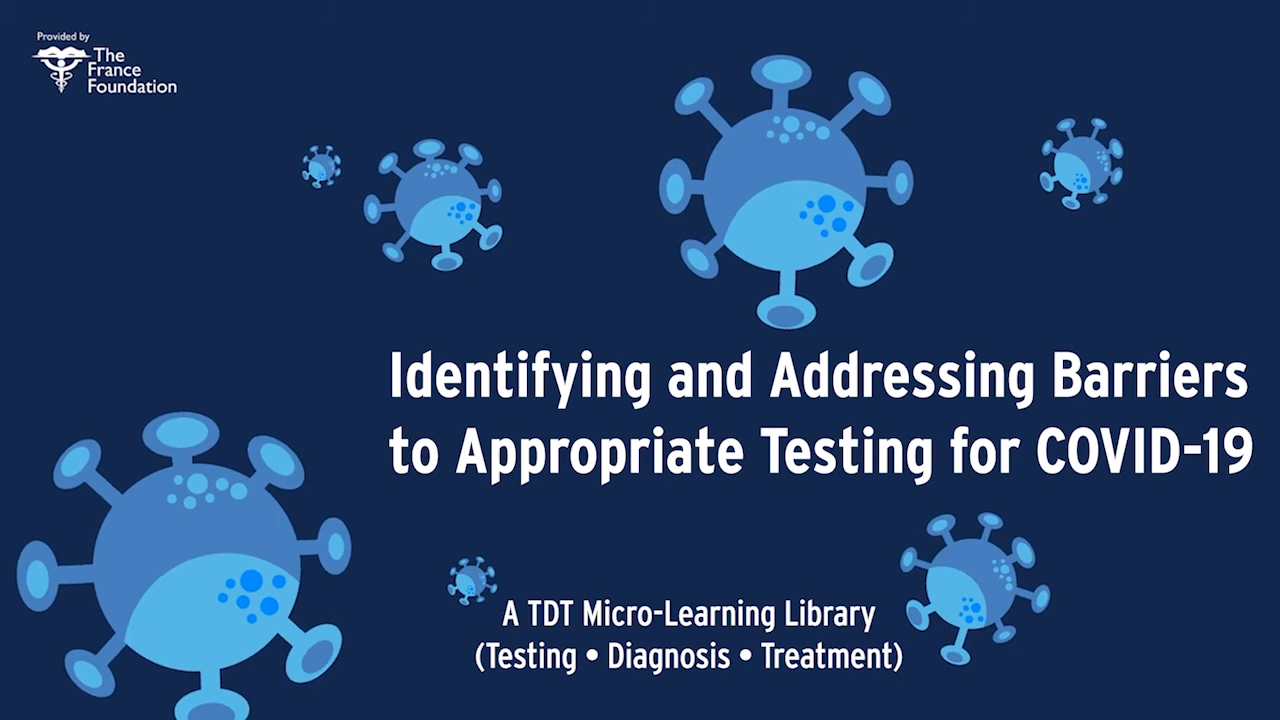 Provided by
The
France
Foundation
Identifying and Addressing Barriers
to Appropriate Testing for COVID-19
A TDT Micro-Learning Library
(Testing • Diagnosis • Treatment)